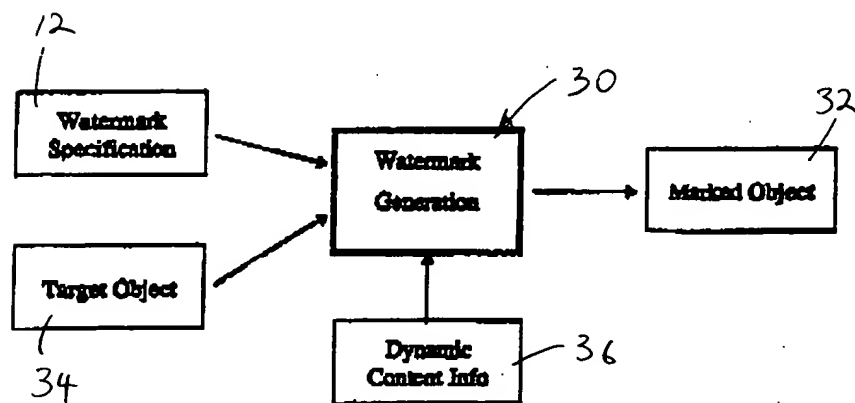 12
Watermark
Specification
30
Watermark
Generation
32
Marked Object
Target Object
34
Dynamic
Content Info
36